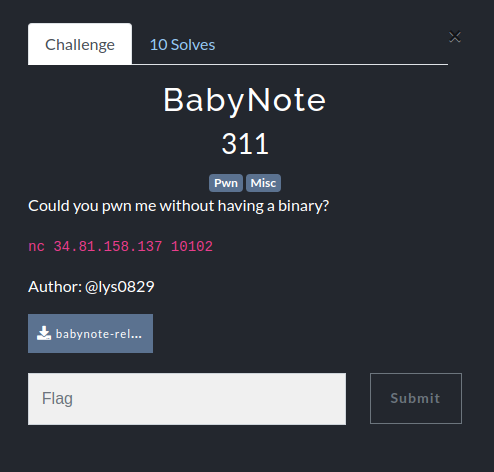 Challenge
10 Solves
×
BabyNote
311
Pwn Misc
Could you pwn me without having a binary?
nc 34.81.158.137 10102
Author: @lys0829
babynote-rel...
Flag
Submit